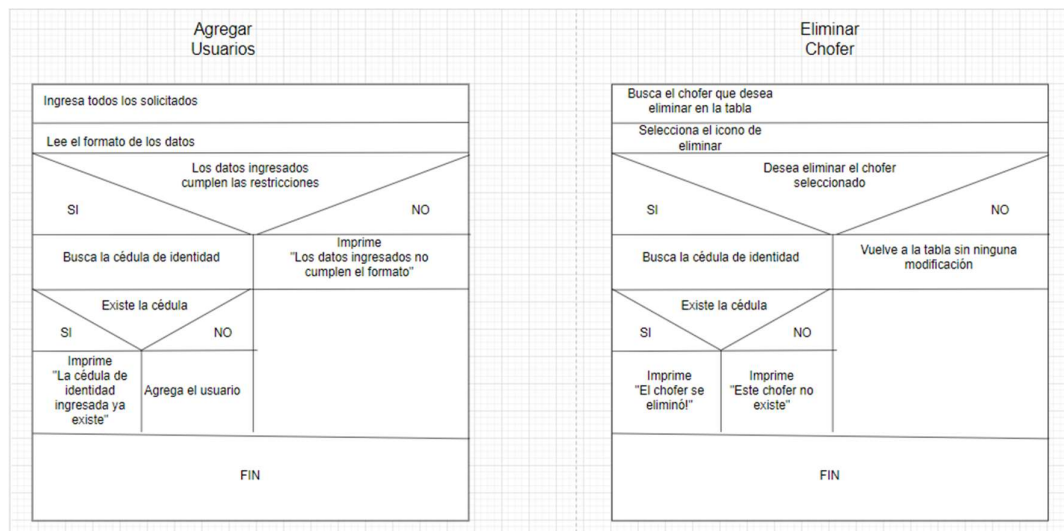 Agregar
Usuarios
Ingresa todos los solicitados
Lee el formato de los datos
Los datos ingresados
cumplen las restricciones
SI
NO
Busca la cédula de identidad
Imprime
"Los datos ingresados no
cumplen el formato"
Existe la cédula
SI
NO
Imprime
"La cédula de
identidad
ingresada ya
existe"
Agrega el usuario
FIN
Eliminar
Chofer
Busca el chofer que desea
eliminar en la tabla
Selecciona el icono de
eliminar
Desea eliminar el chofer
seleccionado
SI
NO
Busca la cédula de identidad
Vuelve a la tabla sin ninguna
modificación
Existe la cédula
SI
NO
Imprime
"El chofer se
eliminó!"
Imprime
"Este chofer no
existe"
FIN